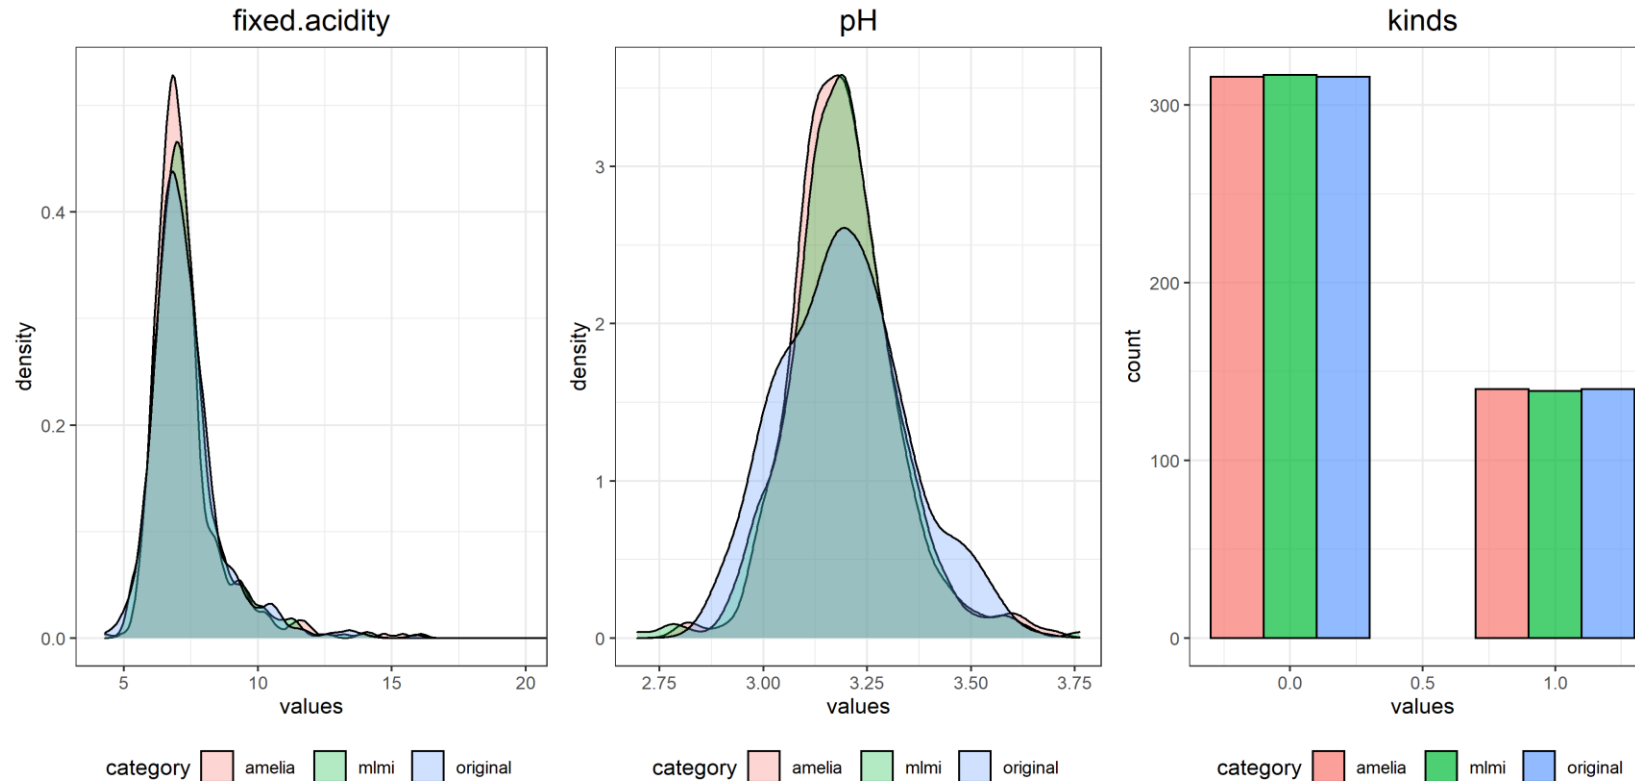 fixed.acidity
density
0.4
0.2
0.0
5 10 15 20
values
category amelia mlmi original
pH
density
3
2
1
0
2.75 3.00 3.25 3.50 3.75
values
category amelia mlmi original
kinds
count
300
200
100
0
0.0 0.5 1.0
values
category amelia mlmi original